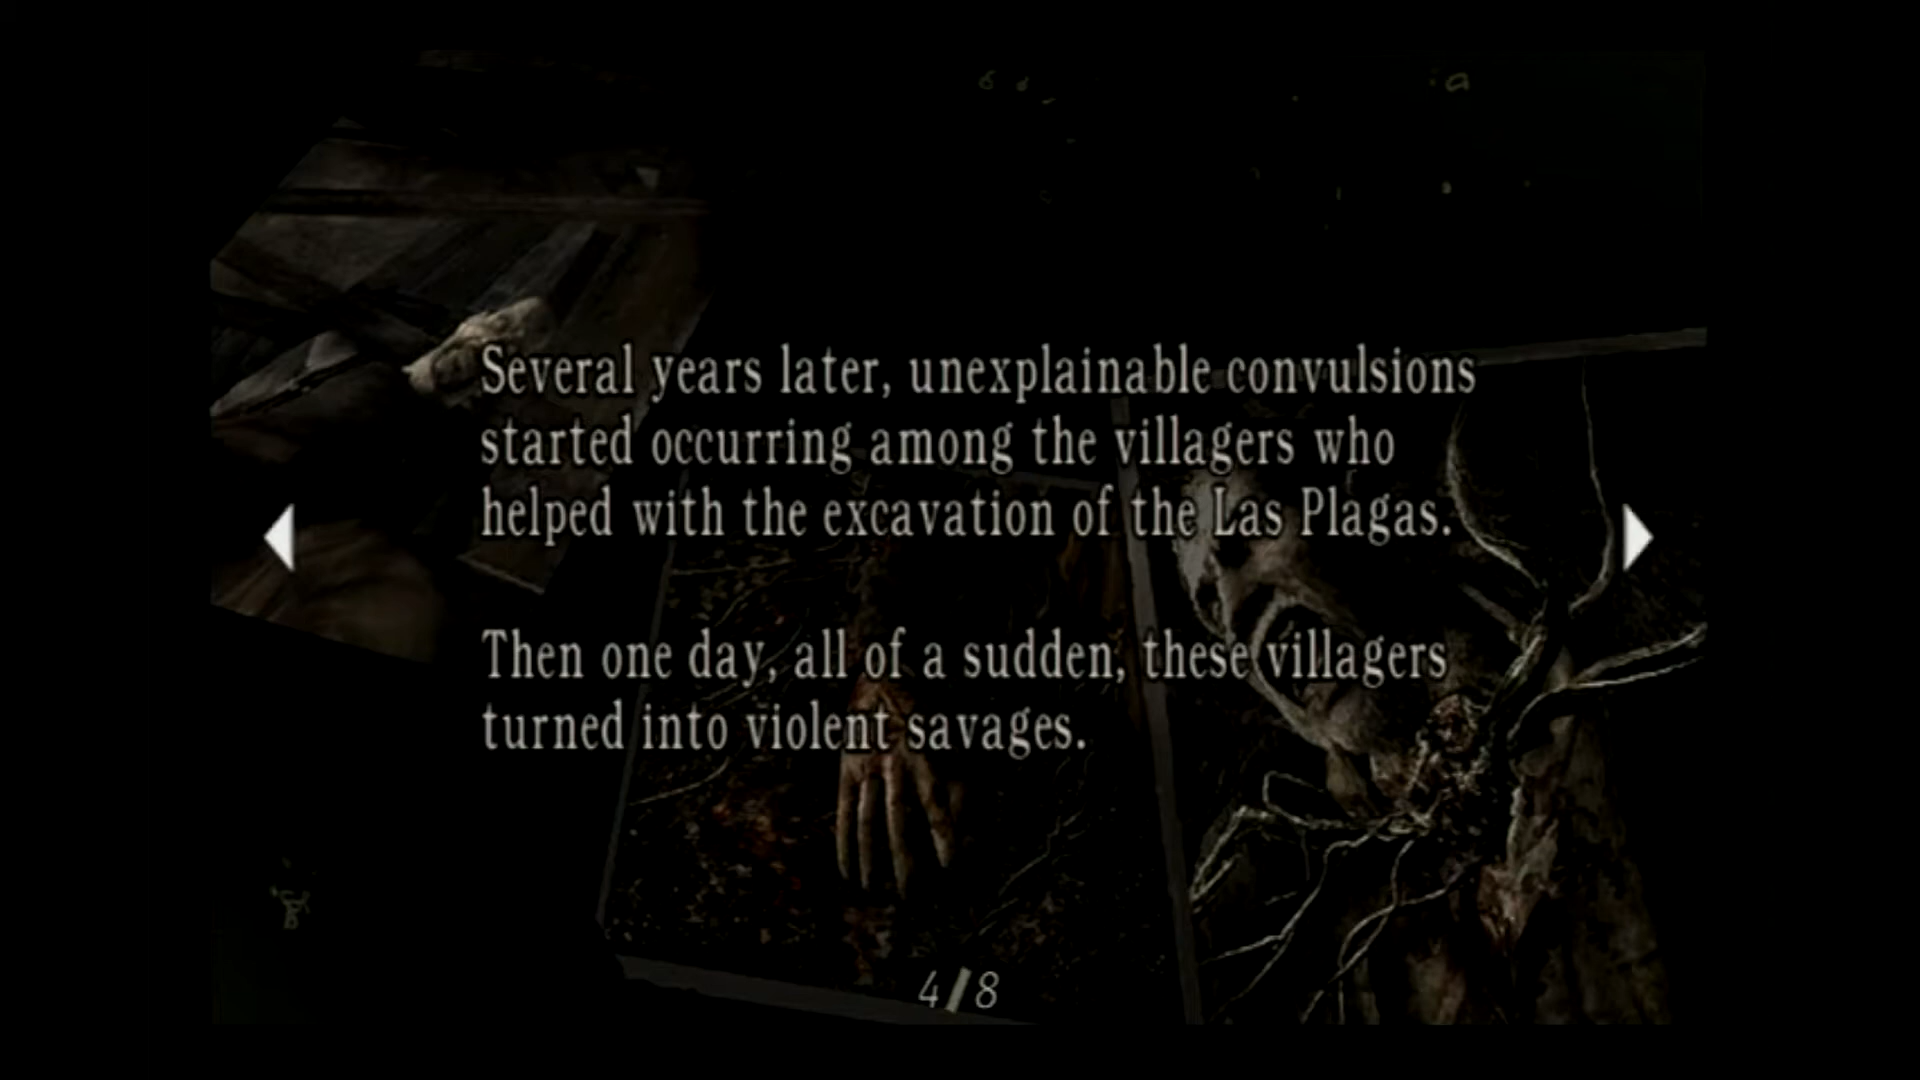 Several years later, unexplainable convulsions
started occurring among the villagers who
helped with the excavation of the Las Plagas.
Then one day, all of a sudden, these villagers
turned into violent savages.
4/8